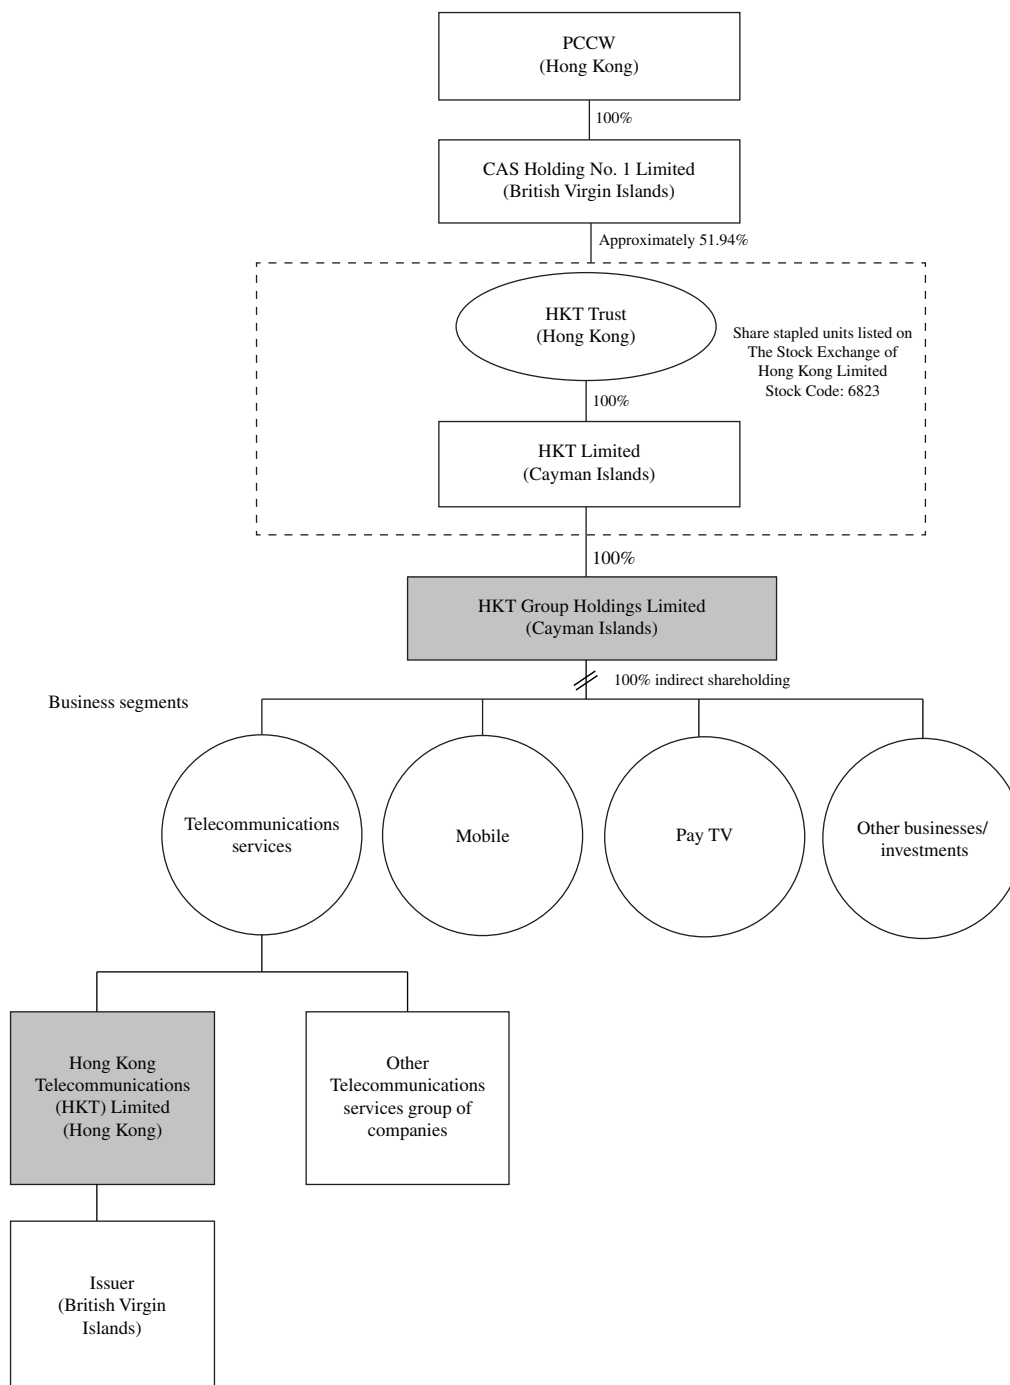 PCCW
(Hong Kong)
100%
CAS Holding No. 1 Limited
(British Virgin Islands)
Approximately 51.94%
HKT Trust
(Hong Kong)
Share stapled units listed on
The Stock Exchange of
Hong Kong Limited
Stock Code: 6823
100%
HKT Limited
(Cayman Islands)
100%
HKT Group Holdings Limited
(Cayman Islands)
100% indirect shareholding
Business segments
Telecommunications
services
Mobile
Pay TV
Other businesses/
investments
Hong Kong
Telecommunications
(HKT) Limited
(Hong Kong)
Other
Telecommunications
services group of
companies
Issuer
(British Virgin
Islands)